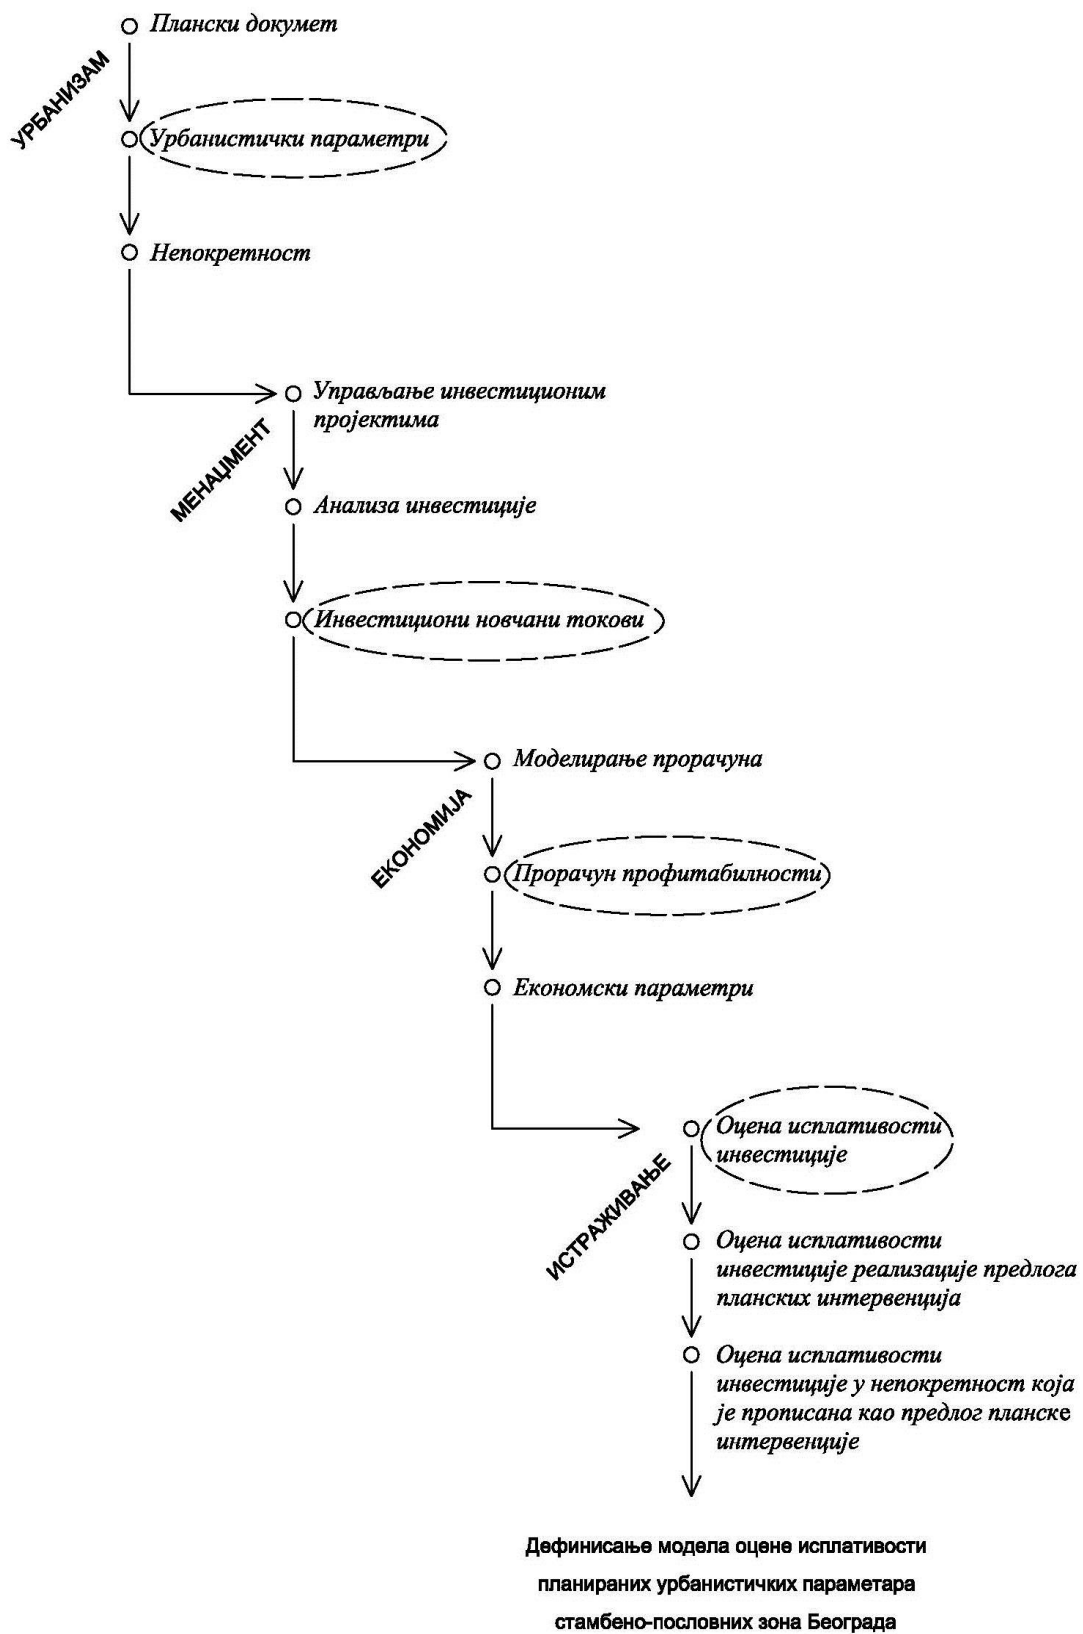 Плански докумет
УРБАНИЗАМ
Урбанистички параметри
Непокретност
Управљање инвестиционим
пројектима
МЕНАЏМЕНТ
Анализа инвестиције
Инвестициони новчани токови
Моделирање прорачуна
ЕКОНОМИЈА
Прорачун профитабилности
Економски параметри
Оцена исплативости
инвестиције
ИСТРАЖИВАЊЕ
Оцена исплативости
инвестиције реализације предлога
планских интервенција
Оцена исплативости
инвестиције у непокретност која
је прописана као предлог планске
интервенције
Дефинисање модела оцене исплативости
планираних урбанистичких параметара
стамбено-пословних зона Београда